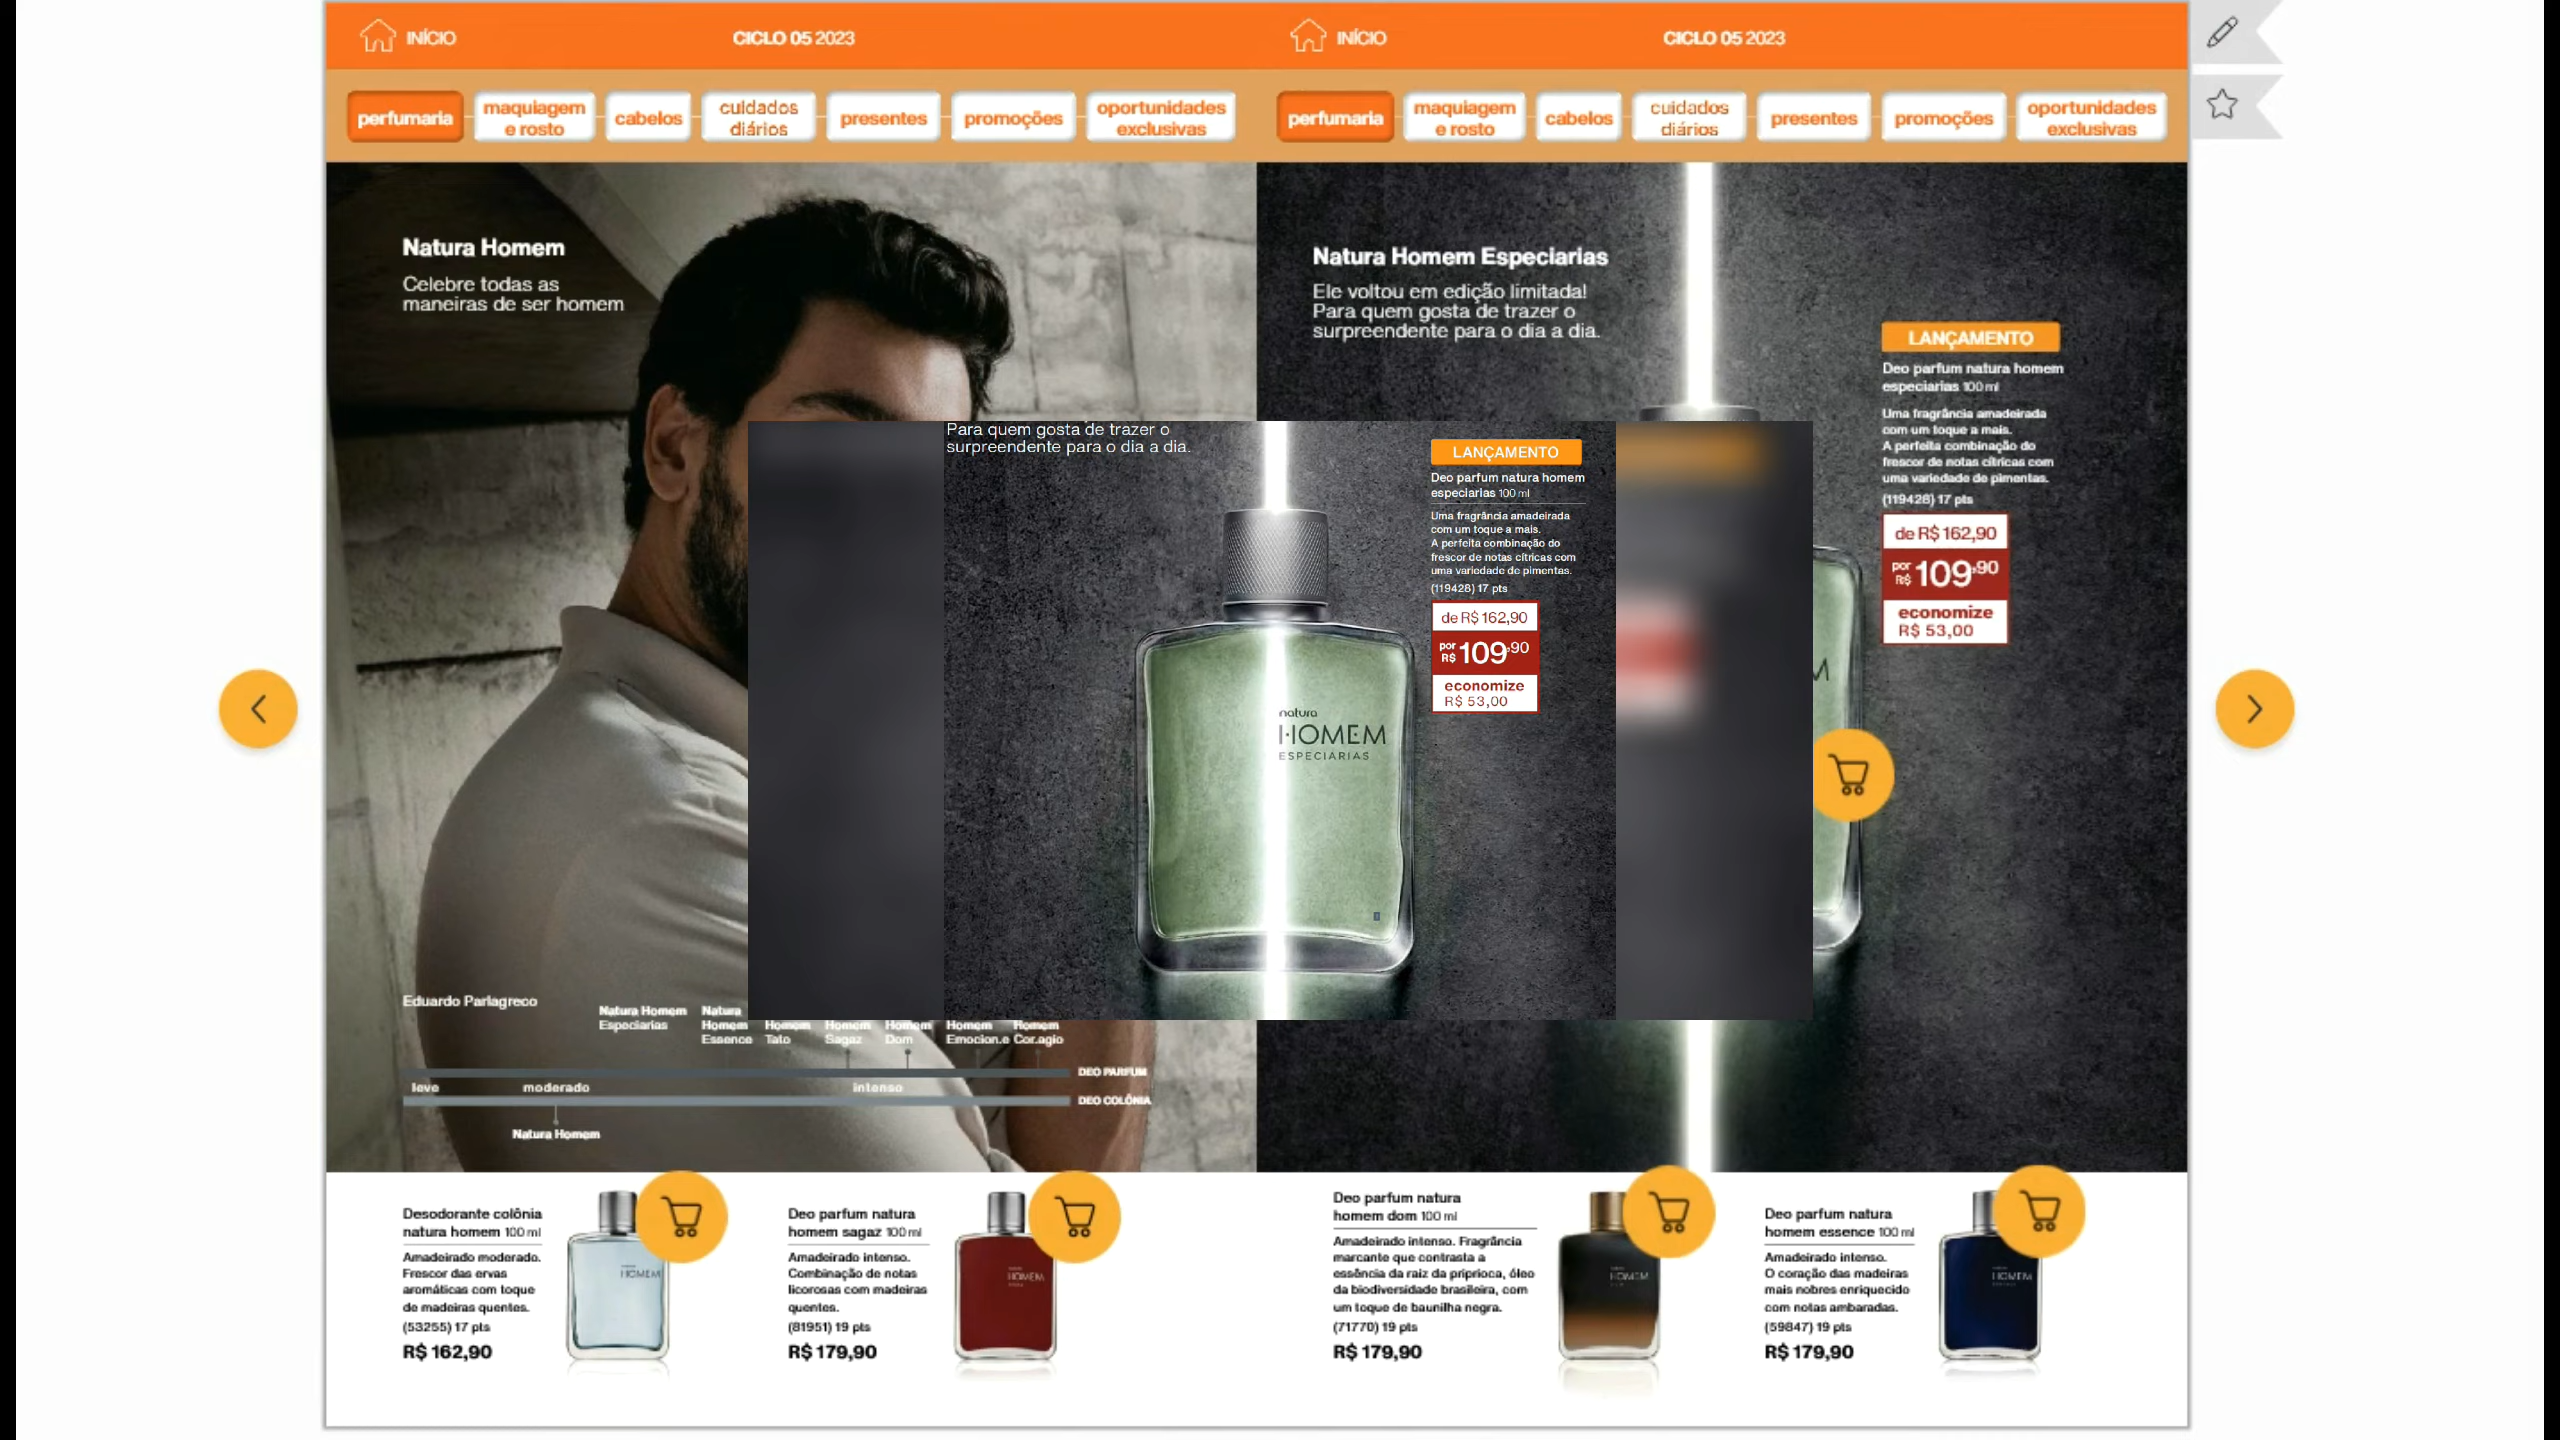 INÍCIO
CICLO 05 2023
perfumaria
maquiagem
e rosto
cabelos
cuidados
diários
presentes
promoções
oportunidades
exclusivas
INÍCIO
CICLO 05 2023
perfumaria
maquiagem
e rosto
cabelos
cuidados
diários
presentes
promoções
oportunidades
exclusivas
Natura Homem
Celebre todas as
maneiras de ser homem
Natura Homem Especiarias
Ele voltou em edição limitada!
Para quem gosta de trazer o
surpreendente para o dia a dia.
LANÇAMENTO
Deo parfum natura homem
especiarias 100 ml
Uma fragrância amadeirada
com um toque a mais.
A perfeita combinação do
frescor de notas cítricas com
uma variedade de pimentas.
(119428) 17 pts
de R$ 162,90
por R$ 109,90
economize
R$ 53,00
Para quem gosta de trazer o
surpreendente para o dia a dia.
LANÇAMENTO
Deo parfum natura homem
especiarias 100 ml
Uma fragrância amadeirada
com um toque a mais.
A perfeita combinação do
frescor de notas cítricas com
uma variedade de pimentas.
(119428) 17 pts
de R$ 162,90
por R$ 109,90
economize
R$ 53,00
natura
HOMEM
ESPECIARIAS
Eduardo Parlagreco
Natura Homem
Especiarias
Natura
Homem
Essence
Homem
Tato
Homem
Sagaz
Homem
Dom
Homem
Emocion.e
Homem
Cor.agio
DEO PARFUM
leve moderado intenso
DEO COLÔNIA
Natura Homem
Desodorante colônia
natura homem 100 ml
Amadeirado moderado.
Frescor das ervas
aromáticas com toque
de madeiras quentes.
(53255) 17 pts
R$ 162,90
HOMEM
Deo parfum natura
homem sagaz 100 ml
Amadeirado intenso.
Combinação de notas
licorosas com madeiras
quentes.
(81951) 19 pts
R$ 179,90
HOMEM
Deo parfum natura
homem dom 100 ml
Amadeirado intenso. Fragrância
marcante que contrasta a
essência da raiz da priprioca, óleo
da biodiversidade brasileira, com
um toque de baunilha negra.
(71770) 19 pts
R$ 179,90
HOMEM
Deo parfum natura
homem essence 100 ml
Amadeirado intenso.
O coração das madeiras
mais nobres enriquecido
com notas ambaradas.
(59847) 19 pts
R$ 179,90
HOMEM